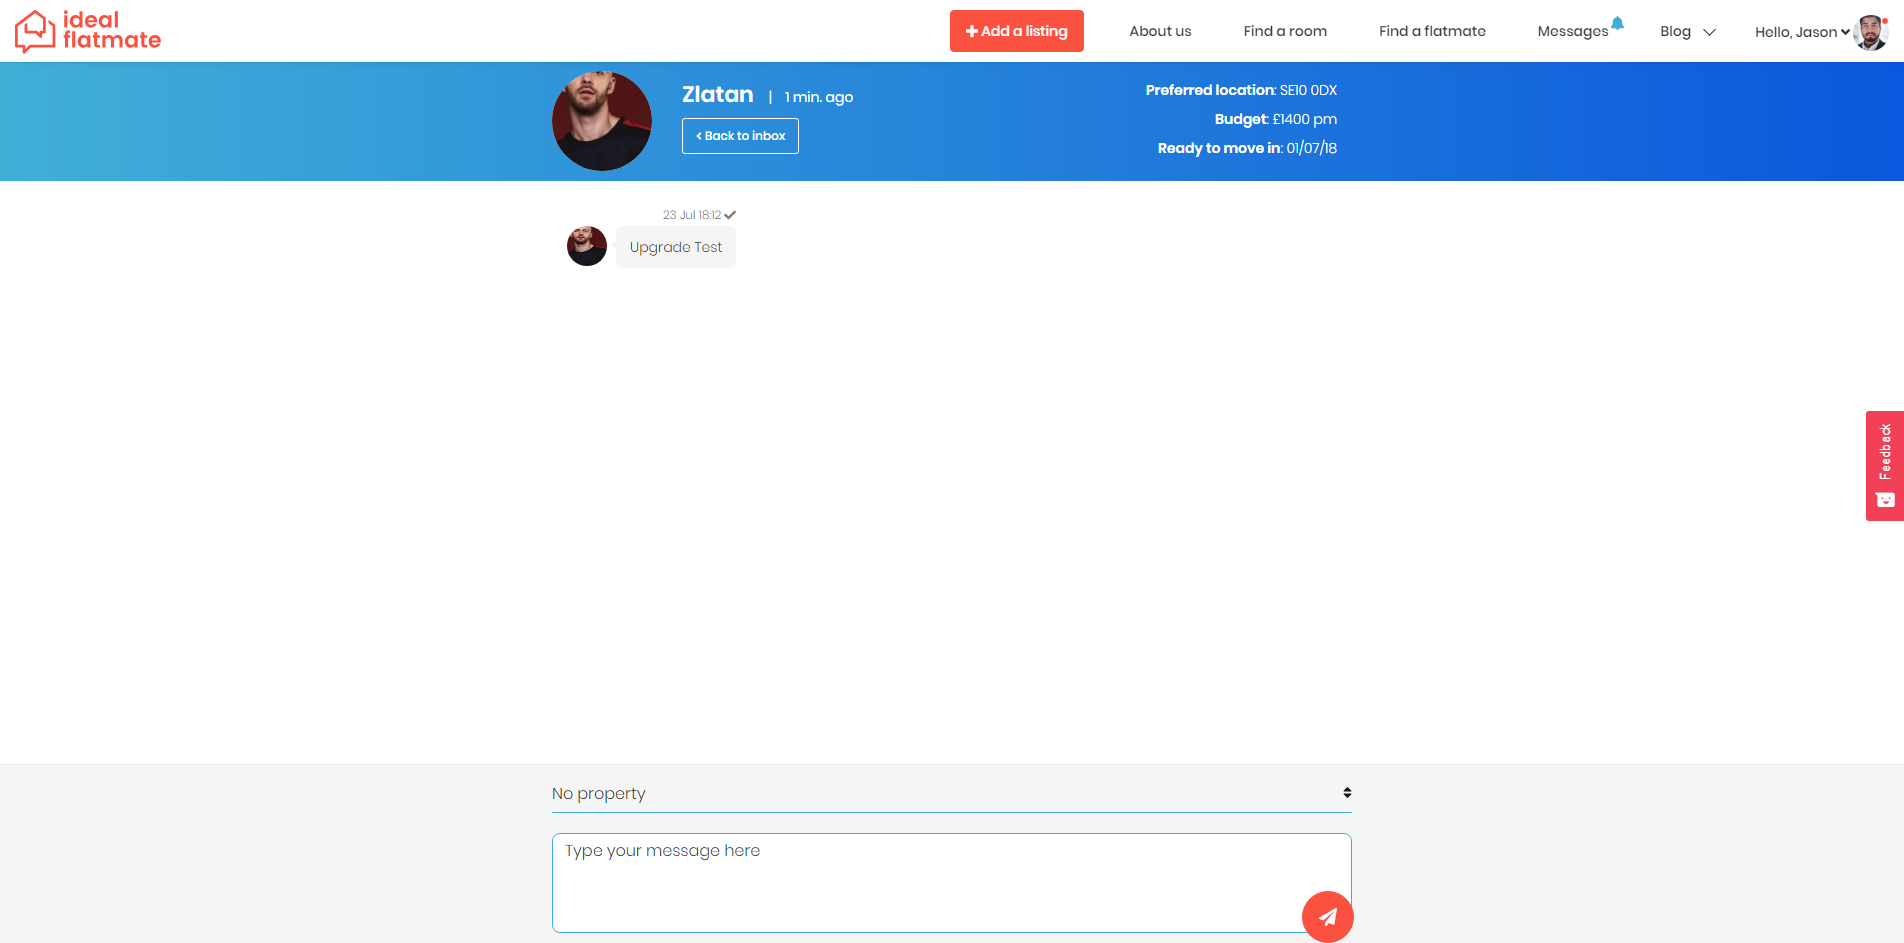 ideal
flatmate
Add a listing
About us
Find a room
Find a flatmate
Messages
Blog
Hello, Jason
Zlatan | 1 min. ago
Back to inbox
Preferred location: SE10 0DX
Budget: £1400 pm
Ready to move in: 01/07/18
23 Jul 18:12
Upgrade Test
Feedback
No property
Type your message here